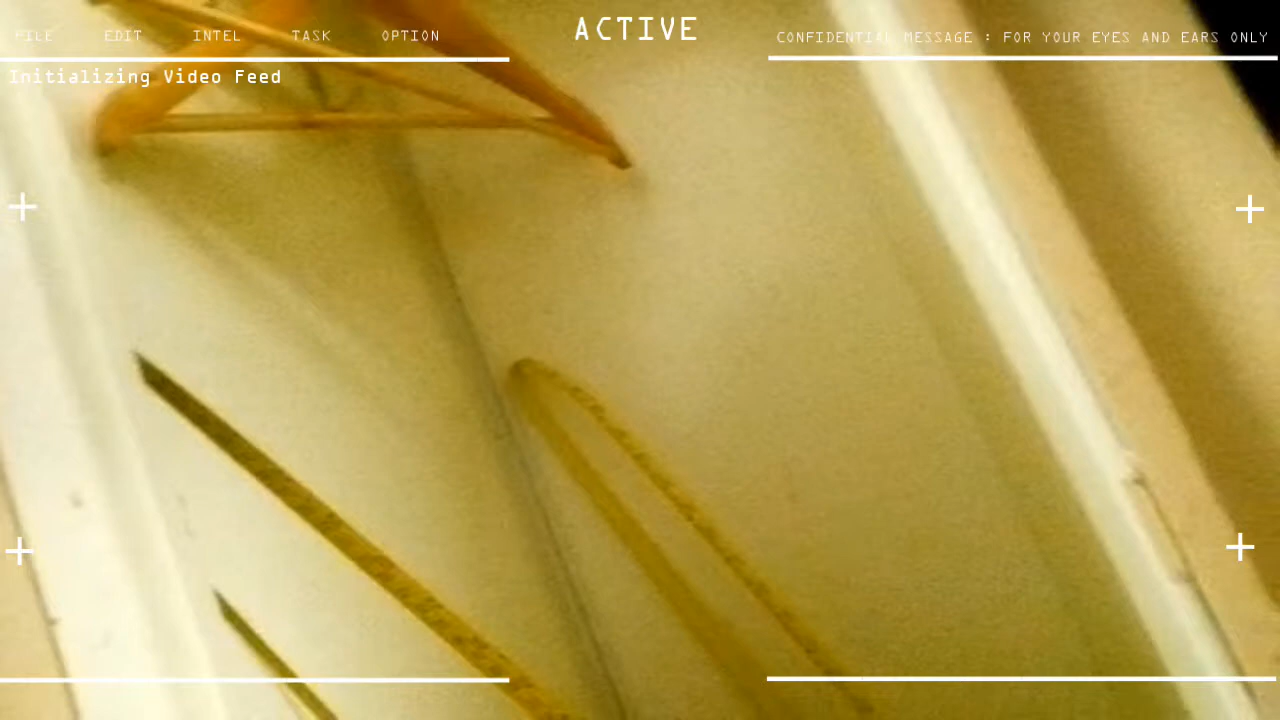 ACTIVE
FILE EDIT INTEL TASK OPTION
CONFIDENTIAL MESSAGE : FOR YOUR EYES AND EARS ONLY
Initializing Video Feed